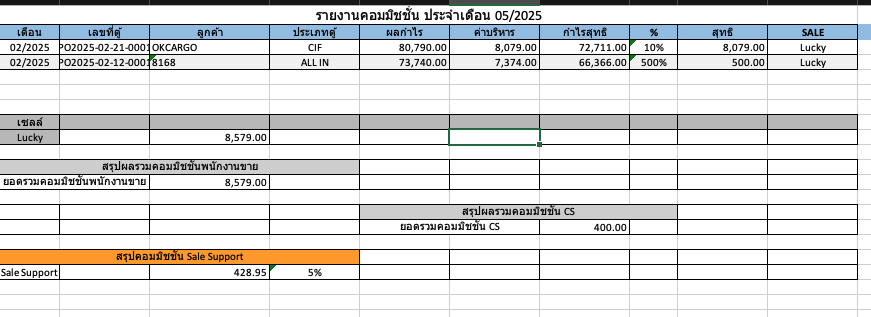 รายงานคอมมิชชั่น ประจำเดือน 05/2025
เดือน เลขที่ตู้ ลูกค้า ประเภทตู้ ผลกำไร ค่าบริหาร กำไรสุทธิ % สุทธิ SALE
02/2025 PO2025-02-21-0001 OKCARGO CIF 80,790.00 8,079.00 72,711.00 10% 8,079.00 Lucky
02/2025 PO2025-02-12-0001 8168 ALL IN 73,740.00 7,374.00 66,366.00 500% 500.00 Lucky
เซลล์
Lucky 8,579.00
สรุปผลรวมคอมมิชชั่นพนักงานขาย
ยอดรวมคอมมิชชั่นพนักงานขาย 8,579.00
สรุปผลรวมคอมมิชชั่น CS
ยอดรวมคอมมิชชั่น CS 400.00
สรุปคอมมิชชั่น Sale Support
Sale Support 428.95 5%